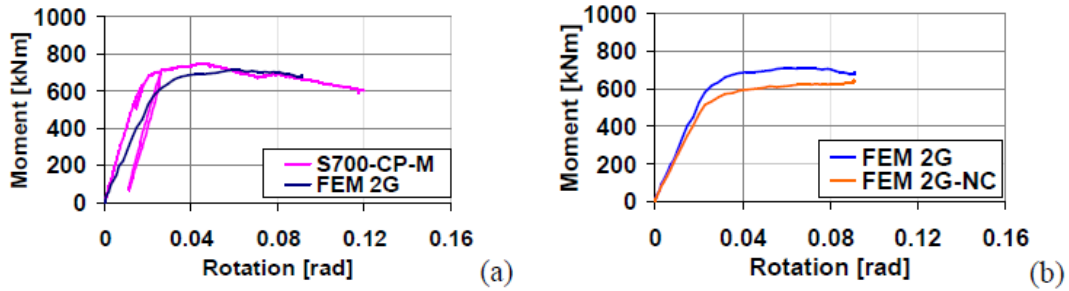 Moment [kNm]
1000
800
600
400
200
0
0 0.04 0.08 0.12 0.16
Rotation [rad]
S700-CP-M
FEM 2G
(a)
Moment [kNm]
1000
800
600
400
200
0
0 0.04 0.08 0.12 0.16
Rotation [rad]
FEM 2G
FEM 2G-NC
(b)